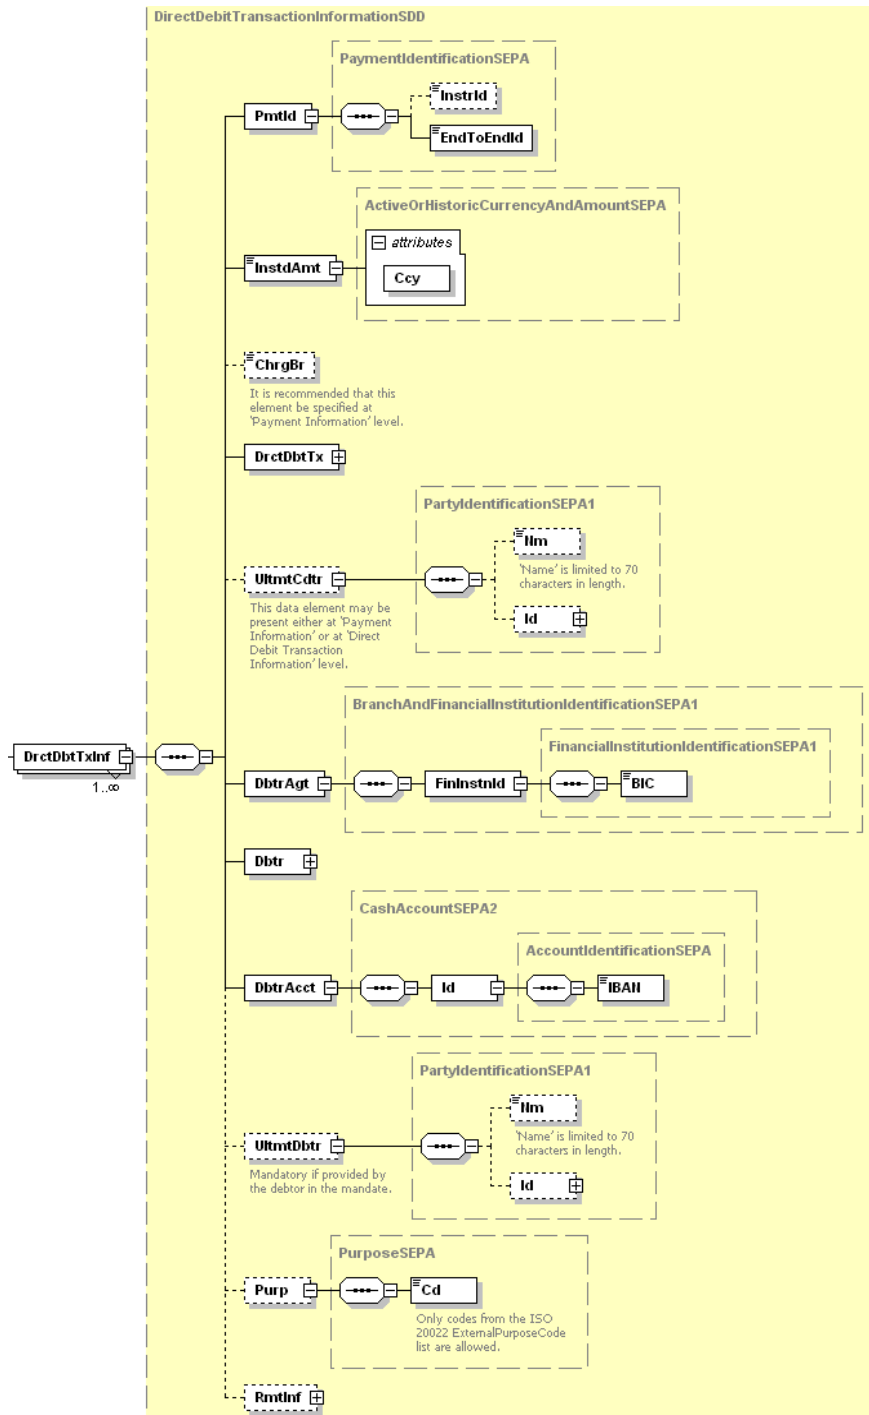 DirectDebitTransactionInformationSDD
PaymentIdentificationSEPA
InstrId
PmtId
EndToEndId
ActiveOrHistoricCurrencyAndAmountSEPA
attributes
InstdAmt
Ccy
ChrgBr
It is recommended that this
element be specified at
'Payment Information' level.
DrctDbtTx
PartyIdentificationSEPA1
Nm
'Name' is limited to 70
characters in length.
UltmtCdtr
This data element may be
present either at 'Payment
Information' or at 'Direct
Debit Transaction
Information' level.
Id
BranchAndFinancialInstitutionIdentificationSEPA1
FinancialInstitutionIdentificationSEPA1
DrctDbtTxInf
1..∞
DbtrAgt
FinInstnId
BIC
Dbtr
CashAccountSEPA2
AccountIdentificationSEPA
DbtrAcct
Id
IBAN
PartyIdentificationSEPA1
Nm
'Name' is limited to 70
characters in length.
UltmtDbtr
Mandatory if provided by
the debtor in the mandate.
Id
PurposeSEPA
Purp
Cd
Only codes from the ISO
20022 ExternalPurposeCode
list are allowed.
RmtInf